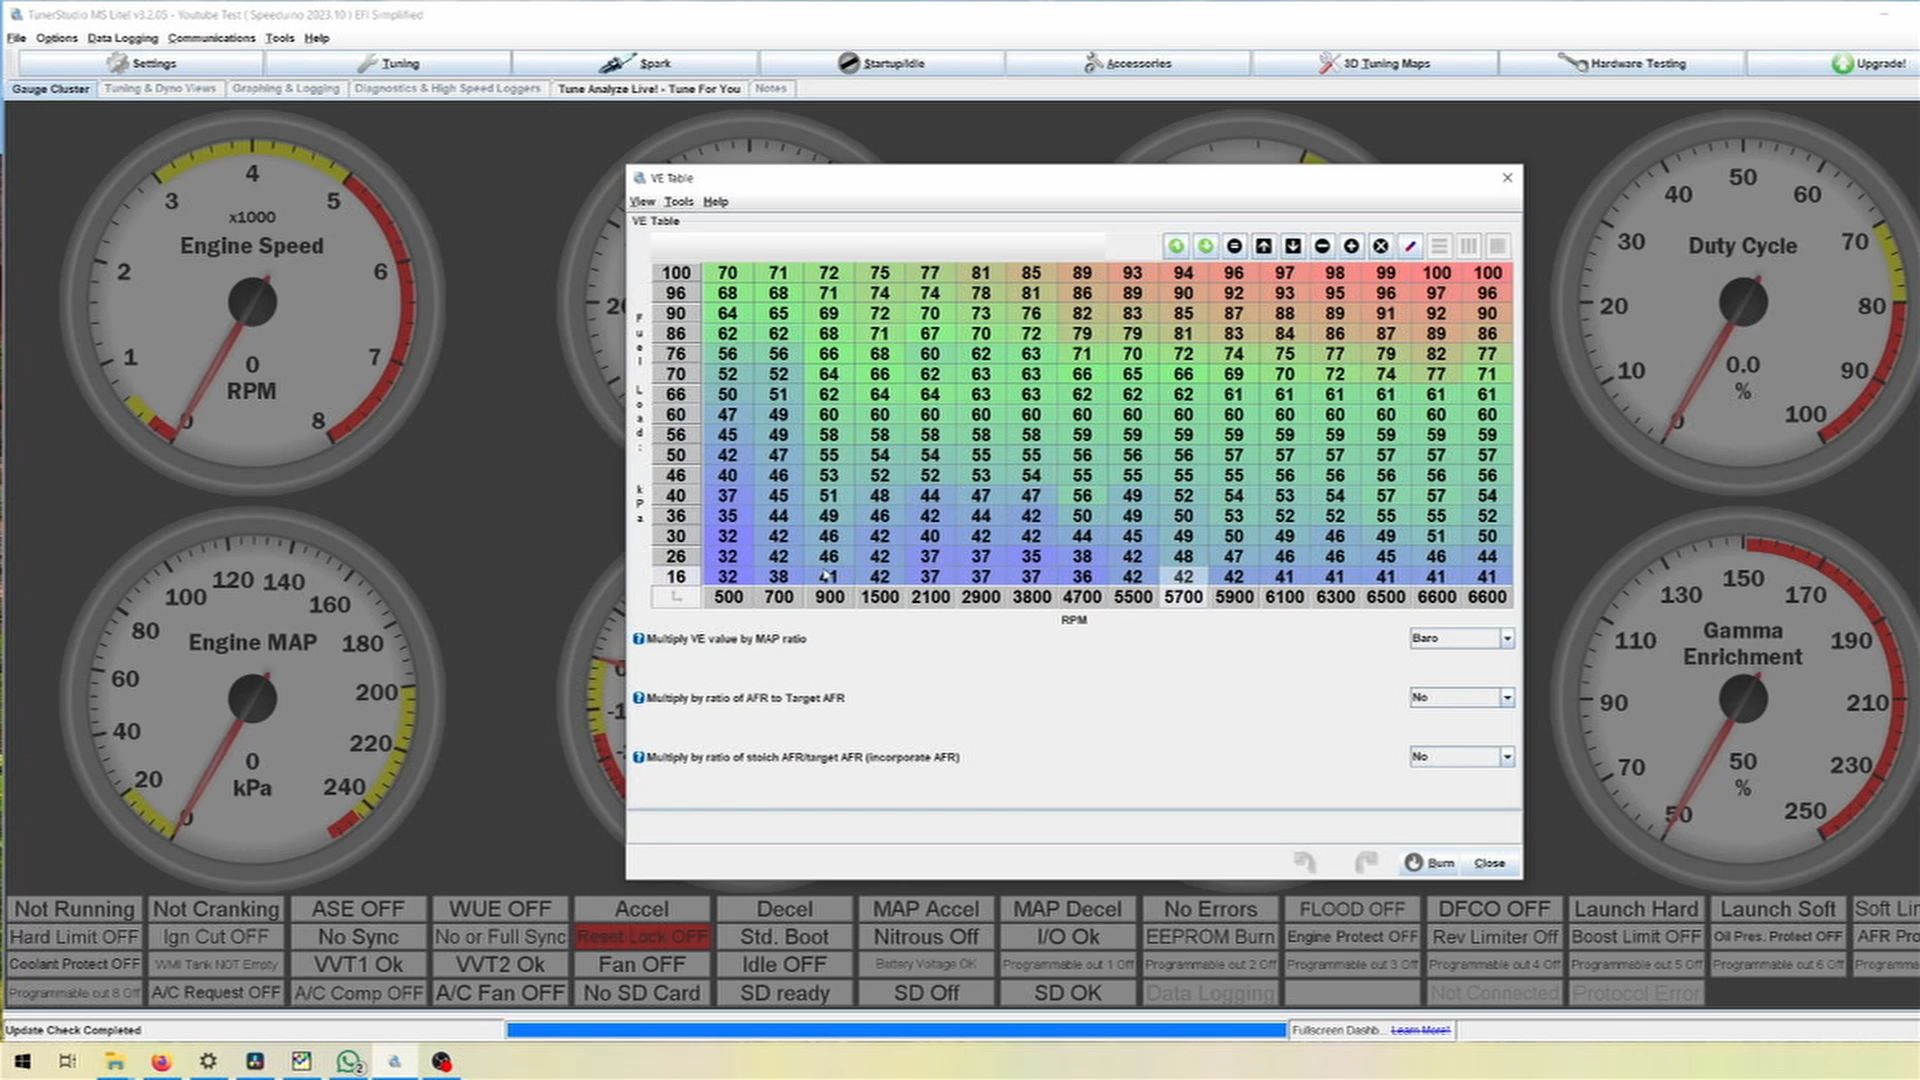 TunerStudio MS Lite! v3.2.05 - Youtube Test ( Speeduino 2023.10 ) EFI Simplified
File Options Data Logging Communications Tools Help
Settings Tuning Spark Startup/Idle Accessories 3D Tuning Maps Hardware Testing Upgrade!
Gauge Cluster Tuning & Dyno Views Graphing & Logging Diagnostics & High Speed Loggers Tune Analyze Live! - Tune For You Notes
0 1 2 3 4 5 6 7 8
x1000
Engine Speed
0
RPM
0 10 20 30 40 50 60 70 80 90 100
Duty Cycle
0.0
%
0 20 40 60 80 100 120 140 160 180 200 220 240
Engine MAP
0
kPa
50 70 90 110 130 150 170 190 210 230 250
Gamma
Enrichment
50
%
VE Table
View Tools Help
VE Table
Fuel Load: kPa
100 70 71 72 75 77 81 85 89 93 94 96 97 98 99 100 100
96 68 68 71 74 74 78 81 86 89 90 92 93 95 96 97 96
90 64 65 69 72 70 73 76 82 83 85 87 88 89 91 92 90
86 62 62 68 71 67 70 72 79 79 81 83 84 86 87 89 86
76 56 56 66 68 60 62 63 71 70 72 74 75 77 79 82 77
70 52 52 64 66 62 63 63 66 65 66 69 70 72 74 77 71
66 50 51 62 64 64 63 63 62 62 62 61 61 61 61 61 61
60 47 49 60 60 60 60 60 60 60 60 60 60 60 60 60 60
56 45 49 58 58 58 58 58 59 59 59 59 59 59 59 59 59
50 42 47 55 54 54 55 55 56 56 56 57 57 57 57 57 57
46 40 46 53 52 52 53 54 55 55 55 55 56 56 56 56 56
40 37 45 51 48 44 47 47 56 49 52 54 53 54 57 57 54
36 35 44 49 46 42 44 42 50 49 50 53 52 52 55 55 52
30 32 42 46 42 40 42 42 44 45 49 50 49 46 49 51 50
26 32 42 46 42 37 37 35 38 42 48 47 46 46 45 46 44
16 32 38 41 42 37 37 37 36 42 42 42 41 41 41 41 41
500 700 900 1500 2100 2900 3800 4700 5500 5700 5900 6100 6300 6500 6600 6600
RPM
Multiply VE value by MAP ratio Baro
Multiply by ratio of AFR to Target AFR No
Multiply by ratio of stoich AFR/target AFR (incorporate AFR) No
Burn Close
Not Running Not Cranking ASE OFF WUE OFF Accel Decel MAP Accel MAP Decel No Errors FLOOD OFF DFCO OFF Launch Hard Launch Soft Soft Lir
Hard Limit OFF Ign Cut OFF No Sync No or Full Sync Reset Lock OFF Std. Boot Nitrous Off I/O Ok EEPROM Burn Engine Protect OFF Rev Limiter Off Boost Limit OFF Oil Pres. Protect OFF AFR Pro
Coolant Protect OFF WMI Tank NOT Empty VVT1 Ok VVT2 Ok Fan OFF Idle OFF Battery Voltage OK Programmable out 1 Off Programmable out 2 Off Programmable out 3 Off Programmable out 4 Off Programmable out 5 Off Programmable out 6 Off Programma
Programmable out 8 Off A/C Request OFF A/C Comp OFF A/C Fan OFF No SD Card SD ready SD Off SD OK Data Logging Not Connected Protocol Error
Update Check Completed Fullscreen Dashb... Learn More!
2